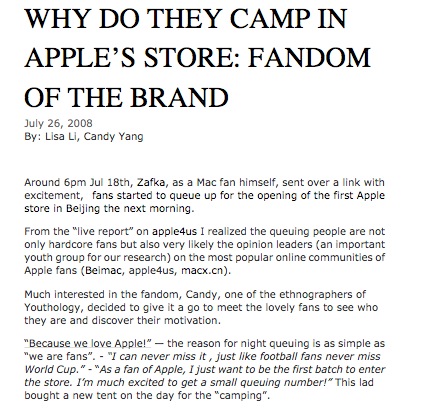 WHY DO THEY CAMP IN
APPLE’S STORE: FANDOM
OF THE BRAND
July 26, 2008
By: Lisa Li, Candy Yang
Around 6pm Jul 18th, Zafka, as a Mac fan himself, sent over a link with
excitement,  fans started to queue up for the opening of the first Apple
store in Beijing the next morning.
From the “live report” on apple4us I realized the queuing people are not
only hardcore fans but also very likely the opinion leaders (an important
youth group for our research) on the most popular online communities of
Apple fans (Beimac, apple4us, macx.cn).
Much interested in the fandom, Candy, one of the ethnographers of
Youthology, decided to give it a go to meet the lovely fans to see who
they are and discover their motivation.
“Because we love Apple!” — the reason for night queuing is as simple as
“we are fans”. - “I can never miss it , just like football fans never miss
World Cup.” - “As a fan of Apple, I just want to be the first batch to enter
the store. I’m much excited to get a small queuing number!” This lad
bought a new tent on the day for the “camping”.